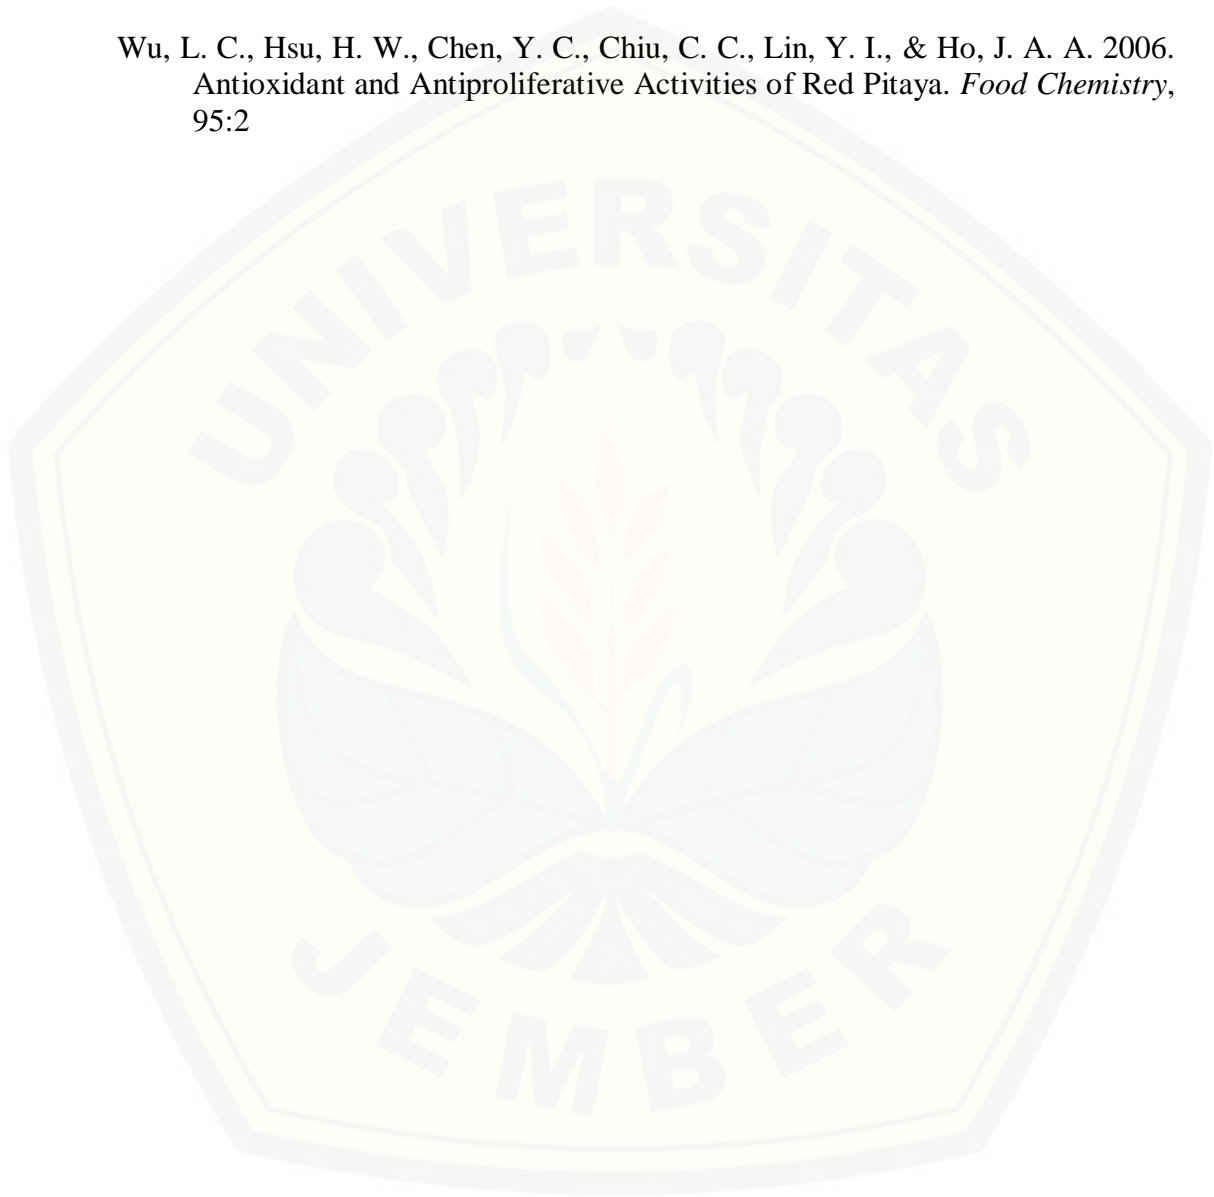 Wu, L. C., Hsu, H. W., Chen, Y. C., Chiu, C. C., Lin, Y. I., & Ho, J. A. A. 2006.
Antioxidant and Antiproliferative Activities of Red Pitaya. Food Chemistry,
95:2
UNIVERSITAS
JEMBER